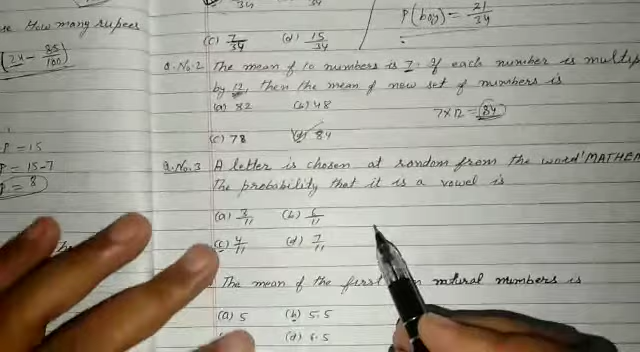 How many rupees
(c) 7/34 (d) 15/34
P(boy) = 21/34
Q.No.2 The mean of 10 numbers is 7. If each number is multip
by 12, then the mean of new set of numbers is
(a) 82 (b) 48
7×12 = 84
(c) 78 (d) 84
P = 15
P = 15-7
P = 8
Q.No.3 A letter is chosen at random from the word 'MATHEM
The probability that it is a vowel is
(a) 3/11 (b) 6/11
(c) 4/11 (d) 7/11
The mean of the first natural numbers is
(a) 5 (b) 5.5
(d) 6.5